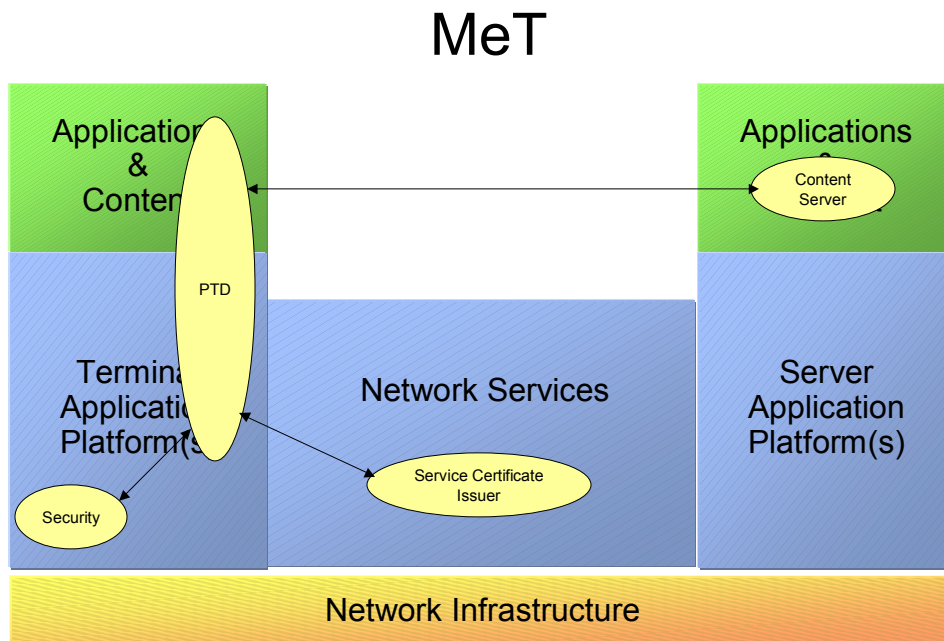 MeT
Application
&
Conten
Applications
Content
Server
PTD
Termina
Applicatio
Platform(s
Network Services
Server
Application
Platform(s)
Service Certificate
Issuer
Security
Network Infrastructure